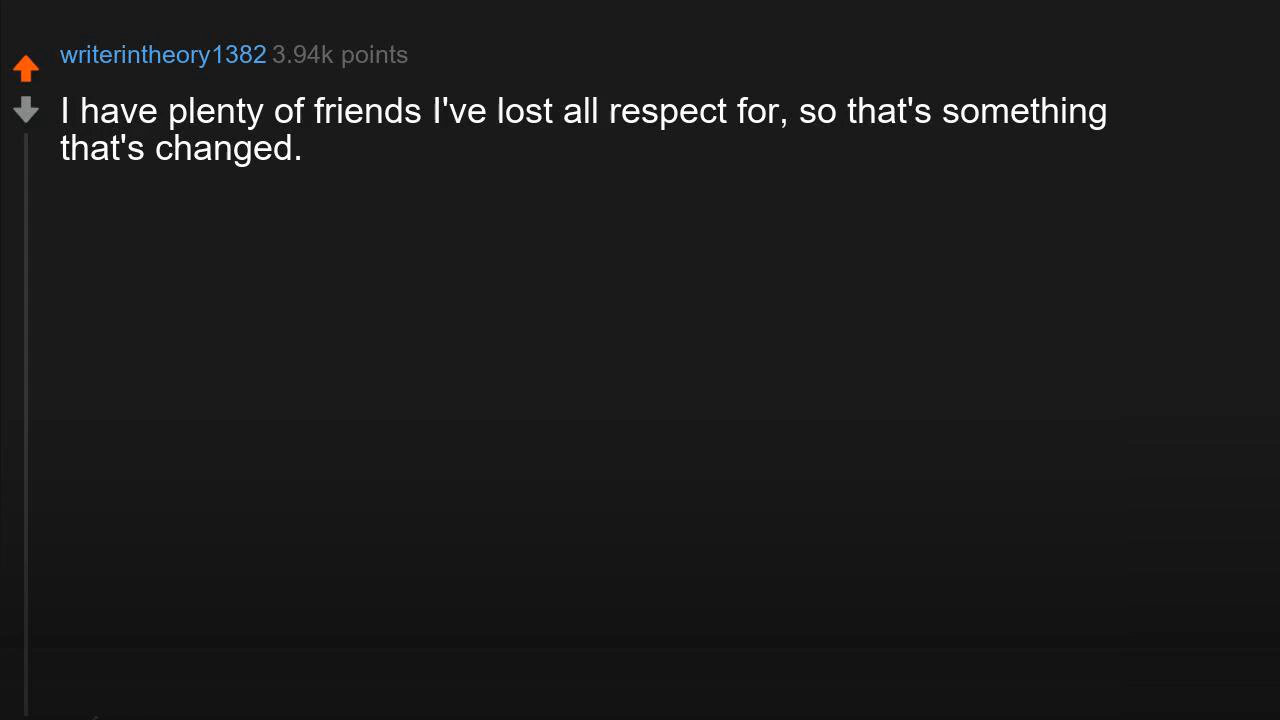 writerintheory1382 3.94k points
I have plenty of friends I've lost all respect for, so that's something
that's changed.